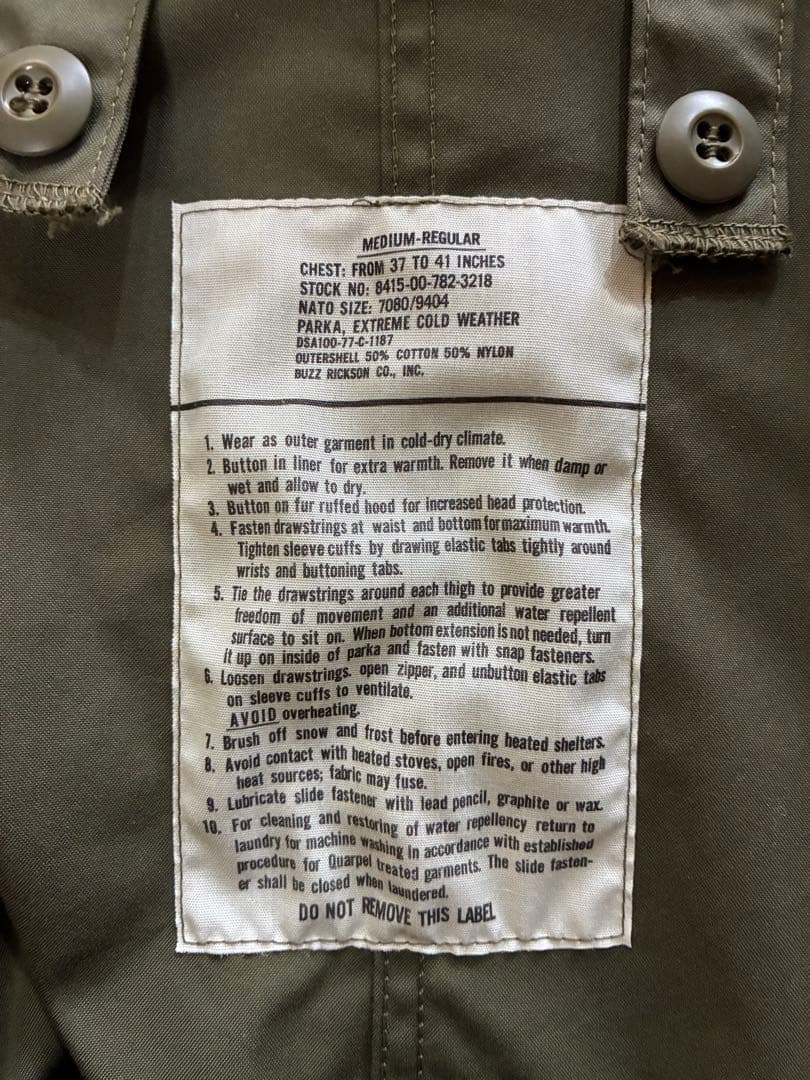 MEDIUM-REGULAR
CHEST: FROM 37 TO 41 INCHES
STOCK NO: 8415-00-782-3218
NATO SIZE: 7080/9404
PARKA, EXTREME COLD WEATHER
DSA100-77-C-1187
OUTERSHELL 50% COTTON 50% NYLON
BUZZ RICKSON CO., INC.
1. Wear as outer garment in cold-dry climate.
2. Button in liner for extra warmth. Remove it when damp or
wet and allow to dry.
3. Button on fur ruffed hood for increased head protection.
4. Fasten drawstrings at waist and bottom for maximum warmth.
Tighten sleeve cuffs by drawing elastic tabs tightly around
wrists and buttoning tabs.
5. Tie the drawstrings around each thigh to provide greater
freedom of movement and an additional water repellent
surface to sit on. When bottom extension is not needed, turn
it up on inside of parka and fasten with snap fasteners.
6. Loosen drawstrings. open zipper, and unbutton elastic tabs
on sleeve cuffs to ventilate.
AVOID overheating.
7. Brush off snow and frost before entering heated shelters.
8. Avoid contact with heated stoves, open fires, or other high
heat sources; fabric may fuse.
9. Lubricate slide fastener with lead pencil, graphite or wax.
10. For cleaning and restoring of water repellency return to
laundry for machine washing in accordance with established
procedure for Quarpel treated garments. The slide fasten-
er shall be closed when laundered.
DO NOT REMOVE THIS LABEL